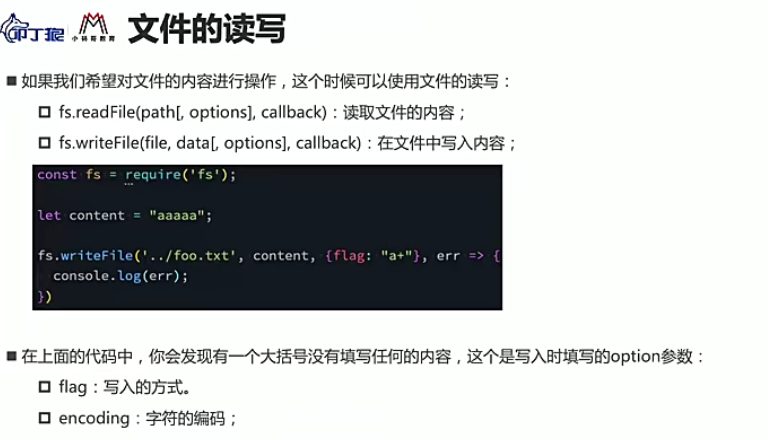 叩丁狼
小码哥教育
文件的读写
如果我们希望对文件的内容进行操作，这个时候可以使用文件的读写：
fs.readFile(path[, options], callback)：读取文件的内容；
fs.writeFile(file, data[, options], callback)：在文件中写入内容；
const fs = require('fs');
let content = "aaaaa";
fs.writeFile('../foo.txt', content, {flag: "a+"}, err => {
console.log(err);
})
在上面的代码中，你会发现有一个大括号没有填写任何的内容，这个是写入时填写的option参数：
flag：写入的方式。
encoding：字符的编码；